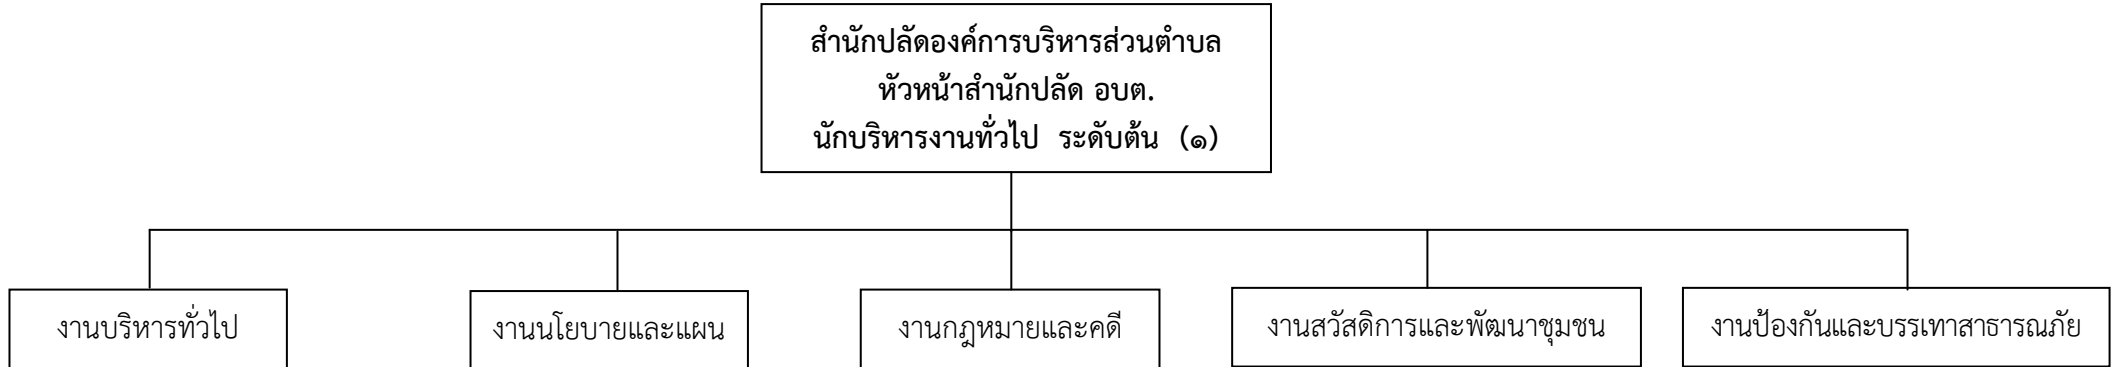 สำนักปลัดองค์การบริหารส่วนตำบล
หัวหน้าสำนักปลัด อบต.
นักบริหารงานทั่วไป ระดับต้น (๑)
งานบริหารทั่วไป
งานนโยบายและแผน
งานกฎหมายและคดี
งานสวัสดิการและพัฒนาชุมชน
งานป้องกันและบรรเทาสาธารณภัย